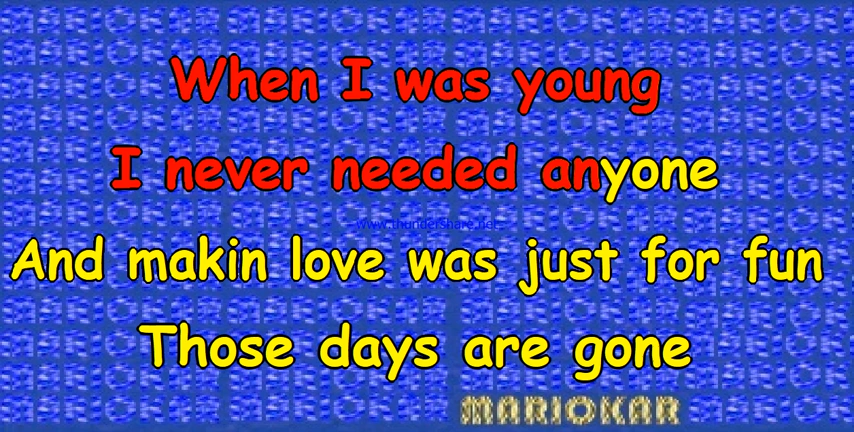 When I was young
I never needed anyone
www.thundershare.net
And makin love was just for fun
Those days are gone
MARIOKAR